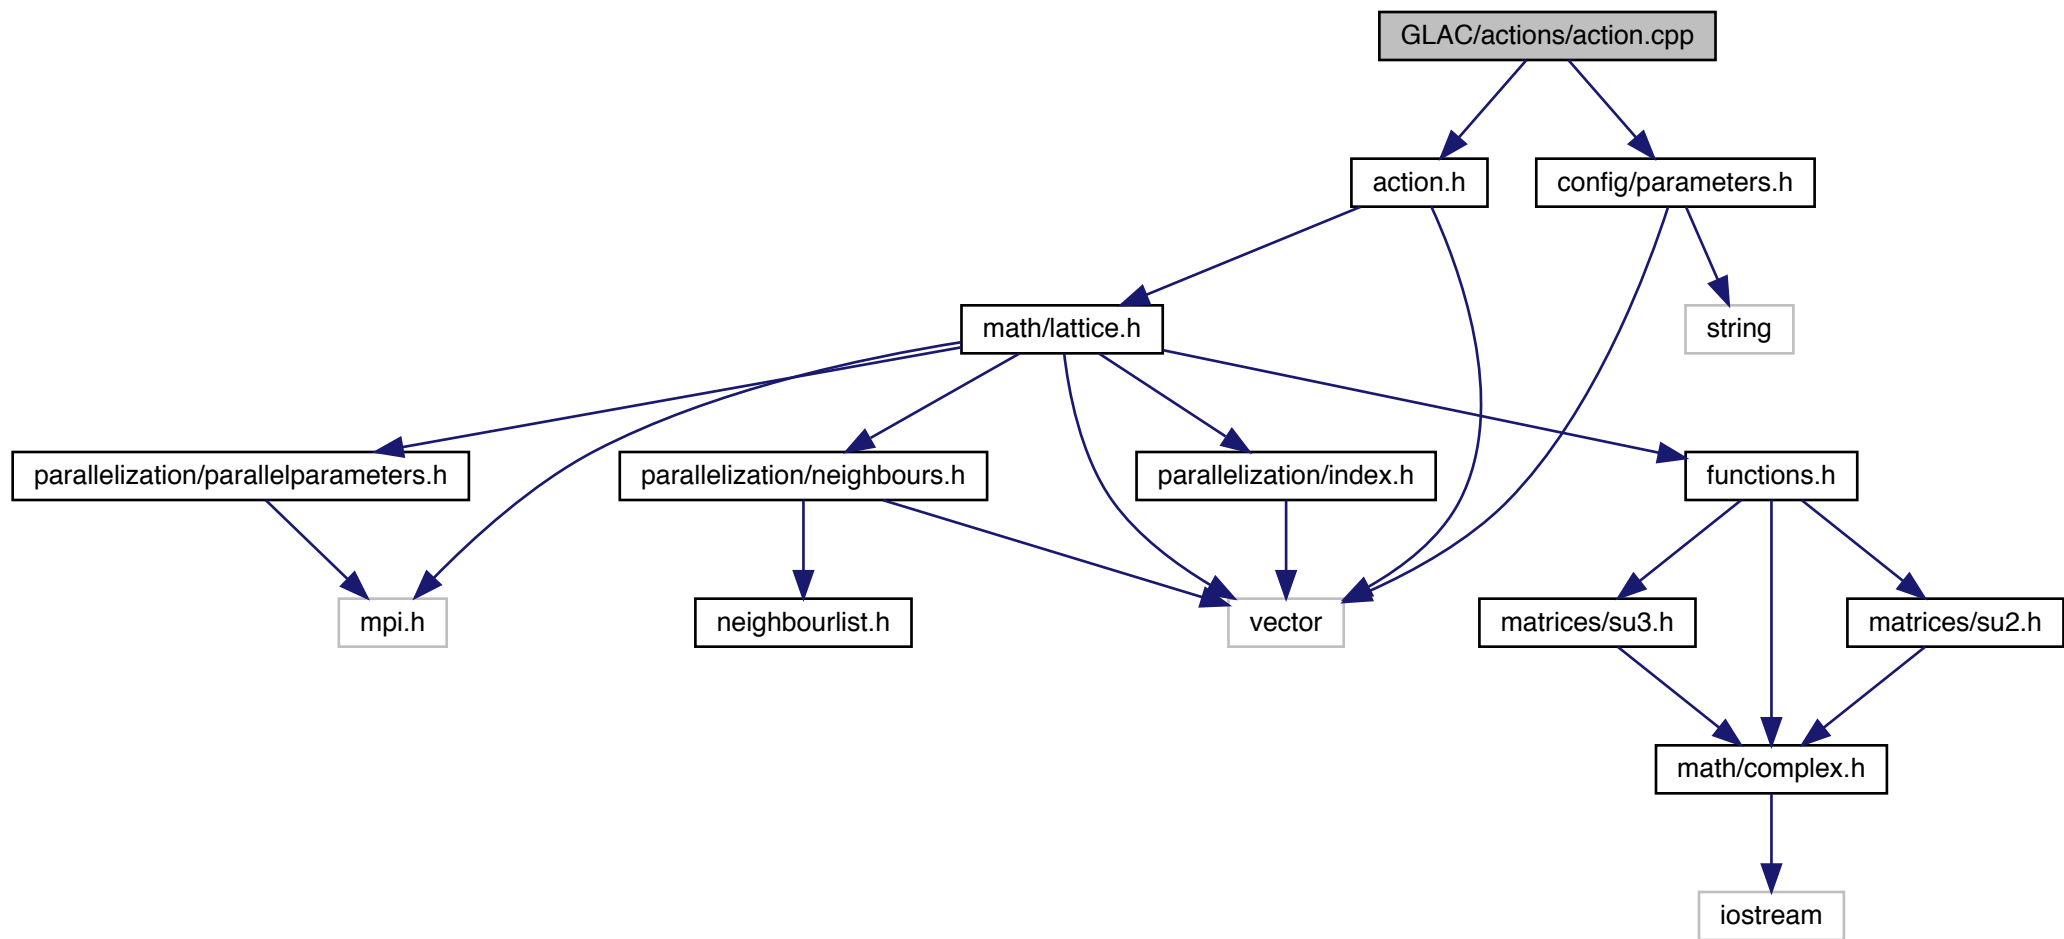 GLAC/actions/action.cpp
action.h
config/parameters.h
math/lattice.h
string
parallelization/parallelparameters.h
parallelization/neighbours.h
parallelization/index.h
functions.h
mpi.h
neighbourlist.h
vector
matrices/su3.h
matrices/su2.h
math/complex.h
iostream